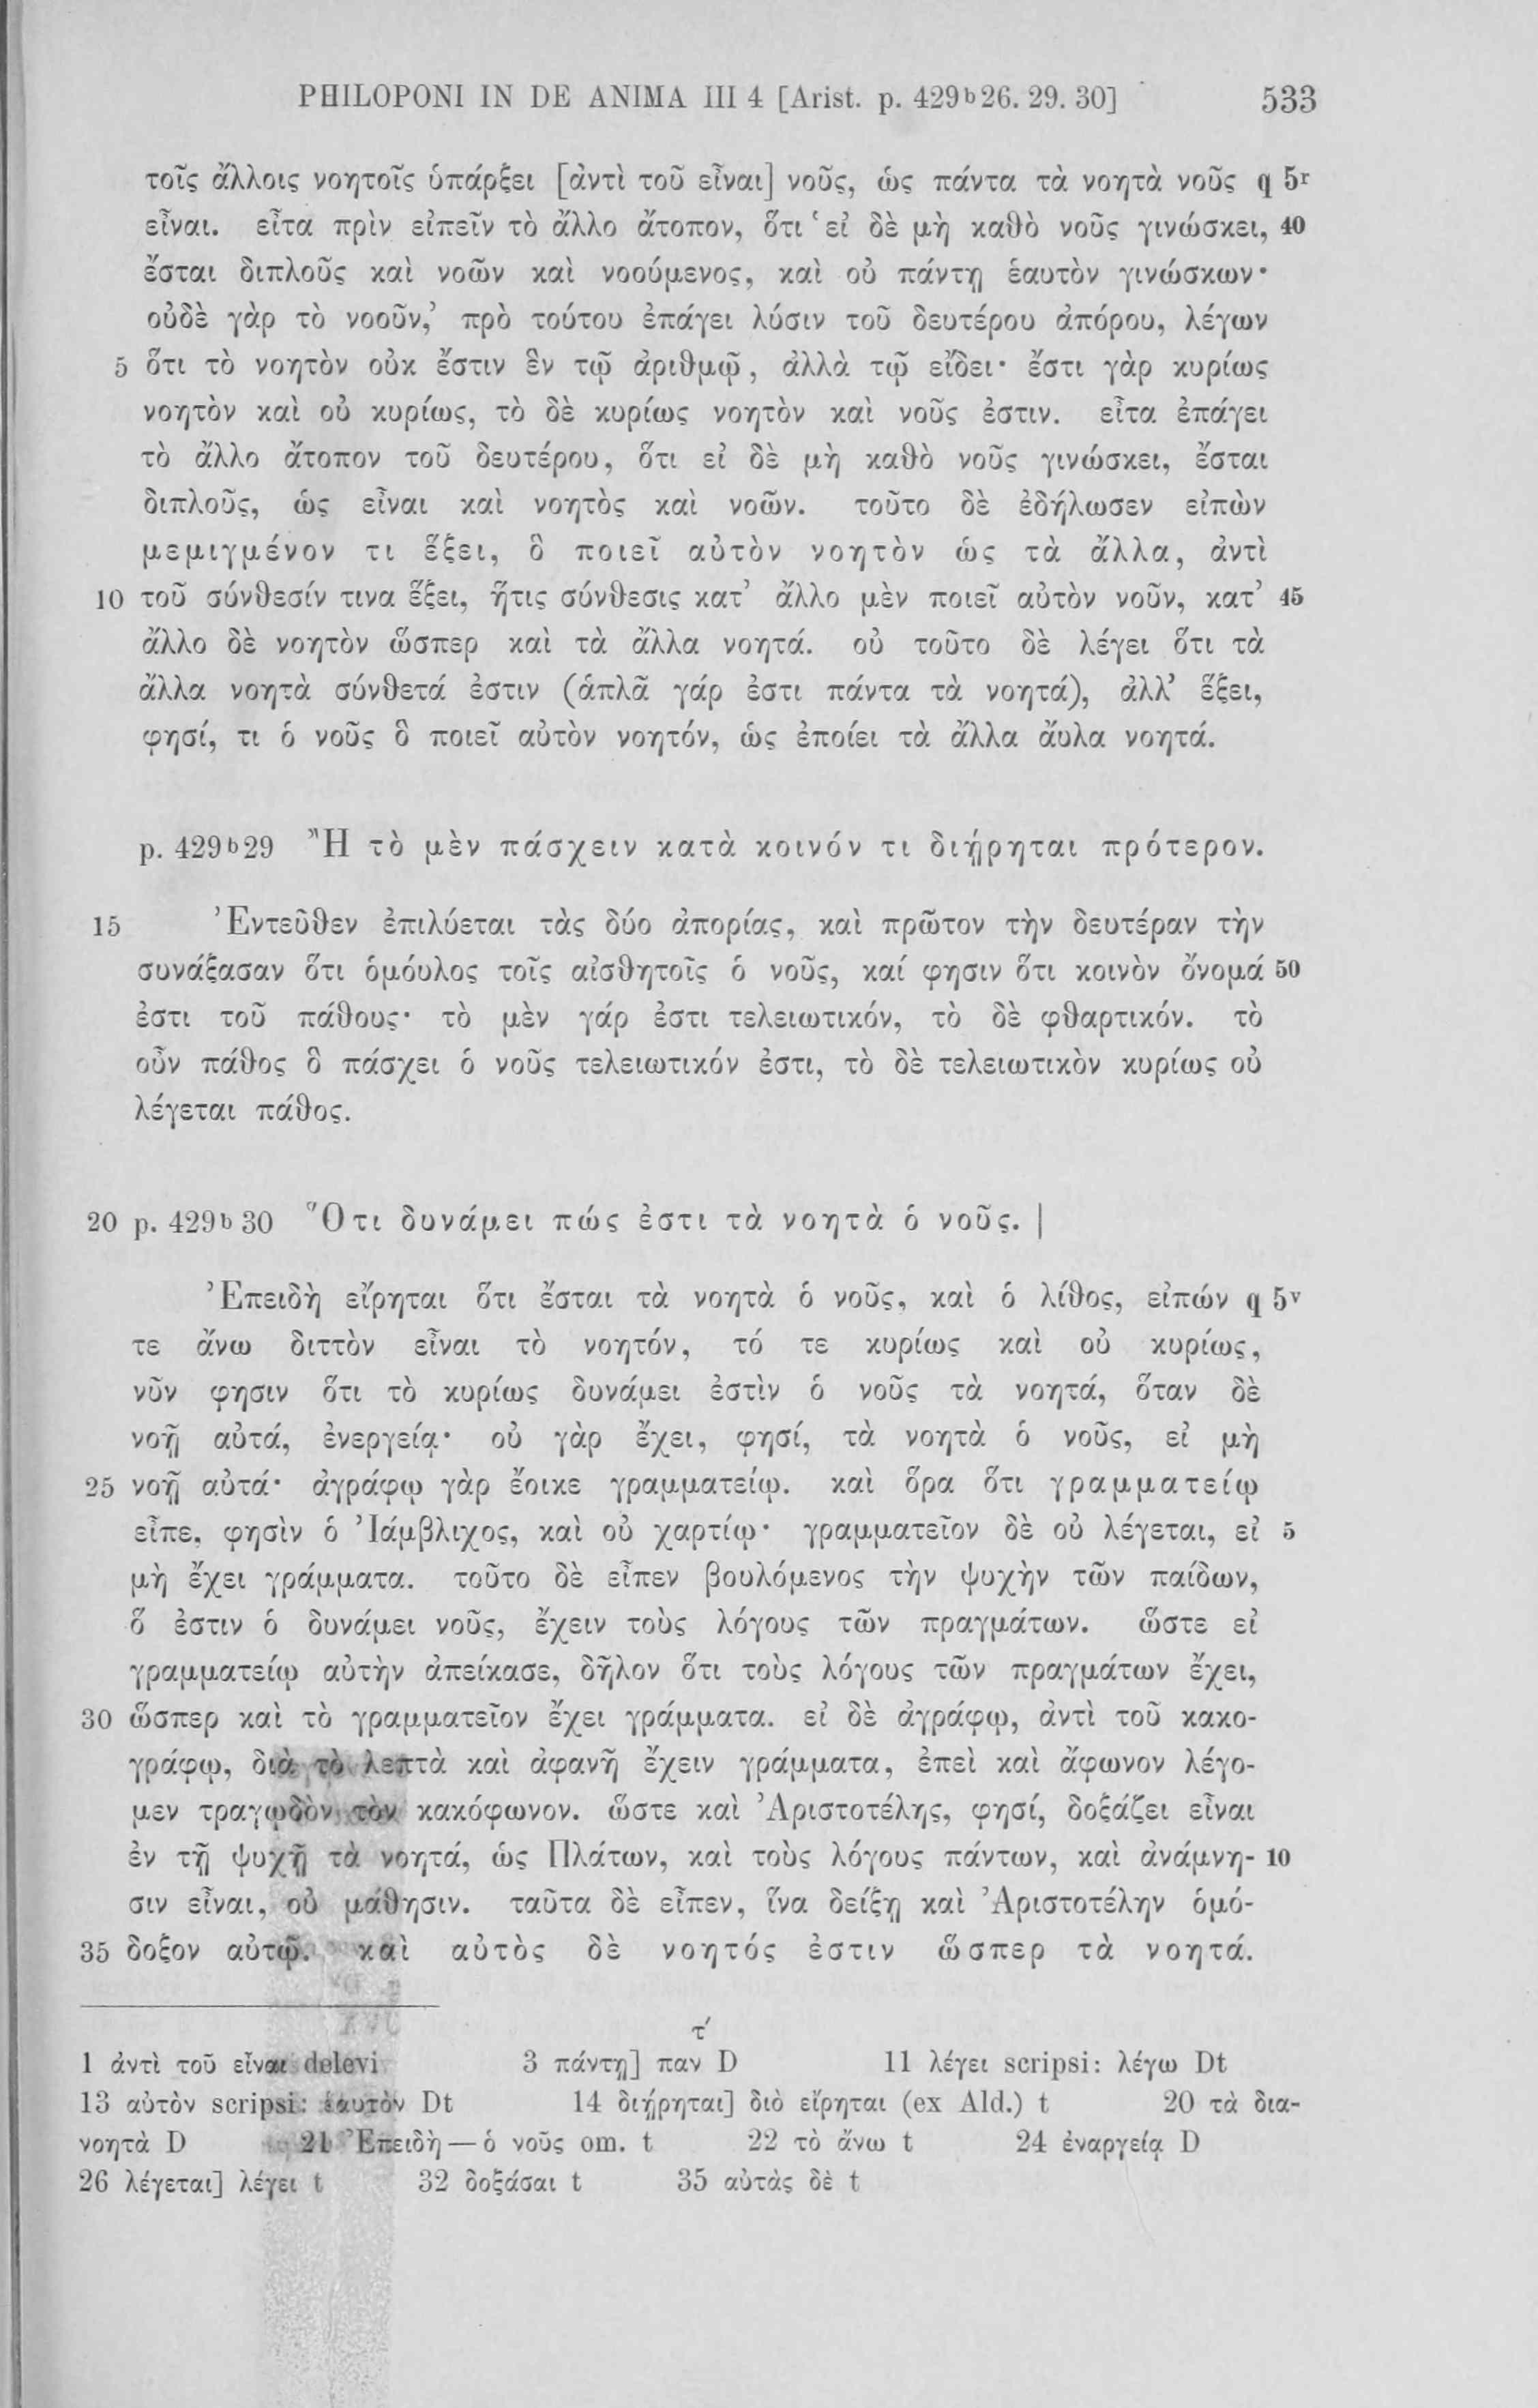 PHILOPONI IN DE ANIMA III 4 [Arist. p. 429b26. 29. 30] 533
τοῖς ἄλλοις νοητοῖς ὑπάρξει [ἀντὶ τοῦ εἶναι] νοῦς, ὡς πάντα τὰ νοητὰ νοῦς q 5r
εἶναι. εἶτα πρὶν εἰπεῖν τὸ ἄλλο ἄτοπον, ὅτι ‘εἰ δὲ μὴ καθὸ νοῦς γινώσκει, 40
ἔσται διπλοῦς καὶ νοῶν καὶ νοούμενος, καὶ οὐ πάντῃ ἑαυτὸν γινώσκων·
οὐδὲ γὰρ τὸ νοοῦν,’ πρὸ τούτου ἐπάγει λύσιν τοῦ δευτέρου ἀπόρου, λέγων
5 ὅτι τὸ νοητὸν οὐκ ἔστιν ἓν τῷ ἀριθμῷ, ἀλλὰ τῷ εἴδει· ἔστι γὰρ κυρίως
νοητὸν καὶ οὐ κυρίως, τὸ δὲ κυρίως νοητὸν καὶ νοῦς ἐστιν. εἶτα ἐπάγει
τὸ ἄλλο ἄτοπον τοῦ δευτέρου, ὅτι εἰ δὲ μὴ καθὸ νοῦς γινώσκει, ἔσται
διπλοῦς, ὡς εἶναι καὶ νοητὸς καὶ νοῶν. τοῦτο δὲ ἐδήλωσεν εἰπὼν
μεμιγμένον τι ἕξει, ὃ ποιεῖ αὐτὸν νοητὸν ὡς τὰ ἄλλα, ἀντὶ
10 τοῦ σύνθεσίν τινα ἕξει, ἥτις σύνθεσις κατ’ ἄλλο μὲν ποιεῖ αὐτὸν νοῦν, κατ’ 45
ἄλλο δὲ νοητὸν ὥσπερ καὶ τὰ ἄλλα νοητά. οὐ τοῦτο δὲ λέγει ὅτι τὰ
ἄλλα νοητὰ σύνθετά ἐστιν (ἁπλᾶ γάρ ἐστι πάντα τὰ νοητά), ἀλλ’ ἕξει,
φησί, τι ὁ νοῦς ὃ ποιεῖ αὐτὸν νοητόν, ὡς ἐποίει τὰ ἄλλα ἄυλα νοητά.
p. 429b29 Ἢ τὸ μὲν πάσχειν κατὰ κοινόν τι διῄρηται πρότερον.
15 Ἐντεῦθεν ἐπιλύεται τὰς δύο ἀπορίας, καὶ πρῶτον τὴν δευτέραν τὴν
συνάξασαν ὅτι ὁμόυλος τοῖς αἰσθητοῖς ὁ νοῦς, καί φησιν ὅτι κοινὸν ὄνομά 50
ἐστι τοῦ πάθους· τὸ μὲν γάρ ἐστι τελειωτικόν, τὸ δὲ φθαρτικόν. τὸ
οὖν πάθος ὃ πάσχει ὁ νοῦς τελειωτικόν ἐστι, τὸ δὲ τελειωτικὸν κυρίως οὐ
λέγεται πάθος.
20 p. 429b30 Ὅτι δυνάμει πώς ἐστι τὰ νοητὰ ὁ νοῦς. |
Ἐπειδὴ εἴρηται ὅτι ἔσται τὰ νοητὰ ὁ νοῦς, καὶ ὁ λίθος, εἰπών q 5v
τε ἄνω διττὸν εἶναι τὸ νοητόν, τό τε κυρίως καὶ οὐ κυρίως,
νῦν φησιν ὅτι τὸ κυρίως δυνάμει ἐστὶν ὁ νοῦς τὰ νοητά, ὅταν δὲ
νοῇ αὐτά, ἐνεργείᾳ· οὐ γὰρ ἔχει, φησί, τὰ νοητὰ ὁ νοῦς, εἰ μὴ
25 νοῇ αὐτά· ἀγράφῳ γὰρ ἔοικε γραμματείῳ. καὶ ὅρα ὅτι γραμματείῳ
εἶπε, φησὶν ὁ Ἰάμβλιχος, καὶ οὐ χαρτίῳ· γραμματεῖον δὲ οὐ λέγεται, εἰ 5
μὴ ἔχει γράμματα. τοῦτο δὲ εἶπεν βουλόμενος τὴν ψυχὴν τῶν παίδων,
ὅ ἐστιν ὁ δυνάμει νοῦς, ἔχειν τοὺς λόγους τῶν πραγμάτων. ὥστε εἰ
γραμματείῳ αὐτὴν ἀπείκασε, δῆλον ὅτι τοὺς λόγους τῶν πραγμάτων ἔχει,
30 ὥσπερ καὶ τὸ γραμματεῖον ἔχει γράμματα. εἰ δὲ ἀγράφῳ, ἀντὶ τοῦ κακο-
γράφῳ, διὰ τὸ λεπτὰ καὶ ἀφανῆ ἔχειν γράμματα, ἐπεὶ καὶ ἄφωνον λέγο-
μεν τραγῳδὸν τὸν κακόφωνον. ὥστε καὶ Ἀριστοτέλης, φησί, δοξάζει εἶναι
ἐν τῇ ψυχῇ τὰ νοητά, ὡς Πλάτων, καὶ τοὺς λόγους πάντων, καὶ ἀνάμνη- 10
σιν εἶναι, οὐ μάθησιν. ταῦτα δὲ εἶπεν, ἵνα δείξῃ καὶ Ἀριστοτέλην ὁμό-
35 δοξον αὐτῷ. καὶ αὐτὸς δὲ νοητός ἐστιν ὥσπερ τὰ νοητά.
1 ἀντὶ τοῦ εἶναι delevi 3 πάντῃ] παντ́ D 11 λέγει scripsi: λέγω Dt
13 αὐτὸν scripsi: ἑαυτὸν Dt 14 διῄρηται] διὸ εἴρηται (ex Ald.) t 20 τὰ δια-
νοητὰ D 21 Ἐπειδὴ — ὁ νοῦς om. t 22 τὸ ἄνω t 24 ἐναργείᾳ D
26 λέγεται] λέγει t 32 δοξάσαι t 35 αὐτὰς δὲ t